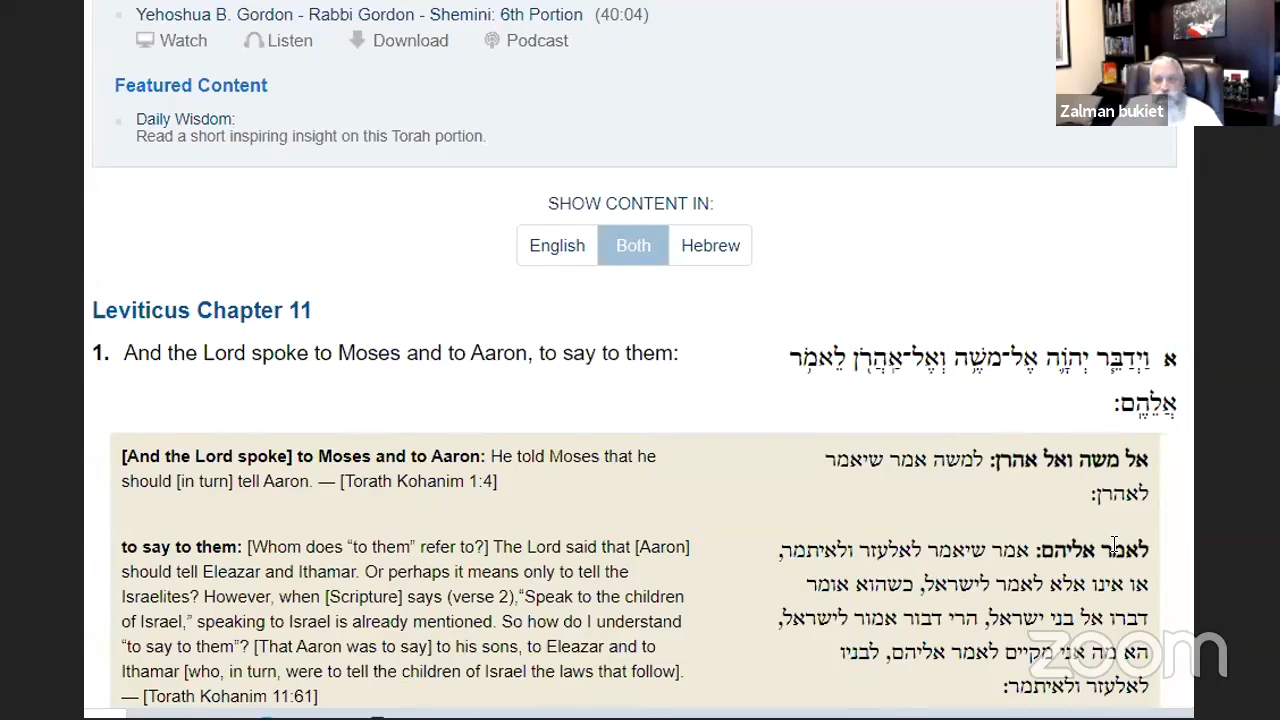 Yehoshua B. Gordon - Rabbi Gordon - Shemini: 6th Portion (40:04)
Watch Listen Download Podcast
Featured Content
Daily Wisdom:
Read a short inspiring insight on this Torah portion.
Zalman bukiet
SHOW CONTENT IN:
English Both Hebrew
Leviticus Chapter 11
1. And the Lord spoke to Moses and to Aaron, to say to them:
א וַיְדַבֵּ֧ר יְהֹוָ֛ה אֶל־משֶׁ֥ה וְאֶל־אַֽהֲרֹ֖ן לֵאמֹ֥ר
אֲלֵהֶֽם:
[And the Lord spoke] to Moses and to Aaron: He told Moses that he
should [in turn] tell Aaron. — [Torath Kohanim 1:4]
אל משה ואל אהרן: למשה אמר שיאמר
לאהרן:
to say to them: [Whom does “to them” refer to?] The Lord said that [Aaron]
should tell Eleazar and Ithamar. Or perhaps it means only to tell the
Israelites? However, when [Scripture] says (verse 2),“Speak to the children
of Israel,” speaking to Israel is already mentioned. So how do I understand
“to say to them”? [That Aaron was to say] to his sons, to Eleazar and to
Ithamar [who, in turn, were to tell the children of Israel the laws that follow].
— [Torath Kohanim 11:61]
לאמר אליהם: אמר שיאמר לאלעזר ולאיתמר,
או אינו אלא לאמר לישראל, כשהוא אומר
דברו אל בני ישראל, הרי דבור אמור לישראל,
הא מה אני מקיים לאמר אליהם, לבניו
לאלעזר ולאיתמר:
zoom